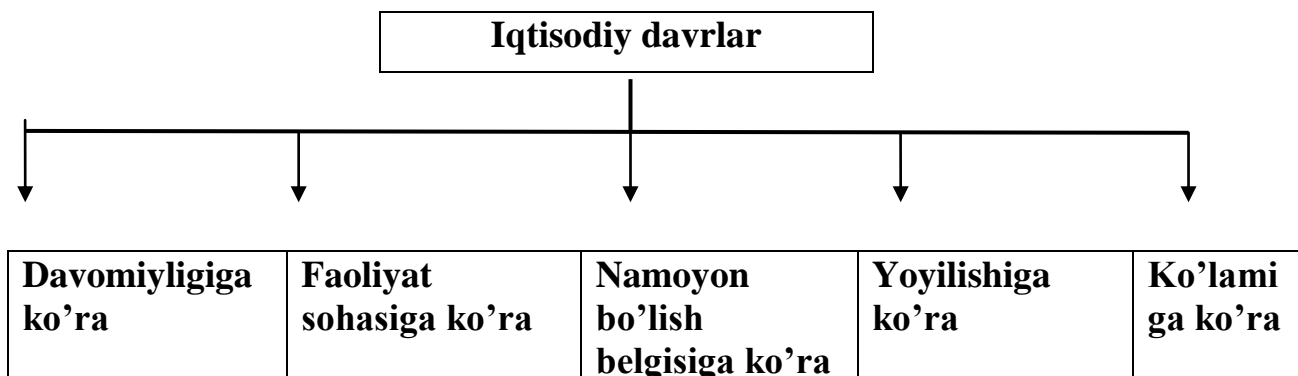 Iqtisodiy davrlar
Davomiyligiga
ko’ra
Faoliyat
sohasiga ko’ra
Namoyon
bo’lish
belgisiga ko’ra
Yoyilishiga
ko’ra
Ko’lami
ga ko’ra